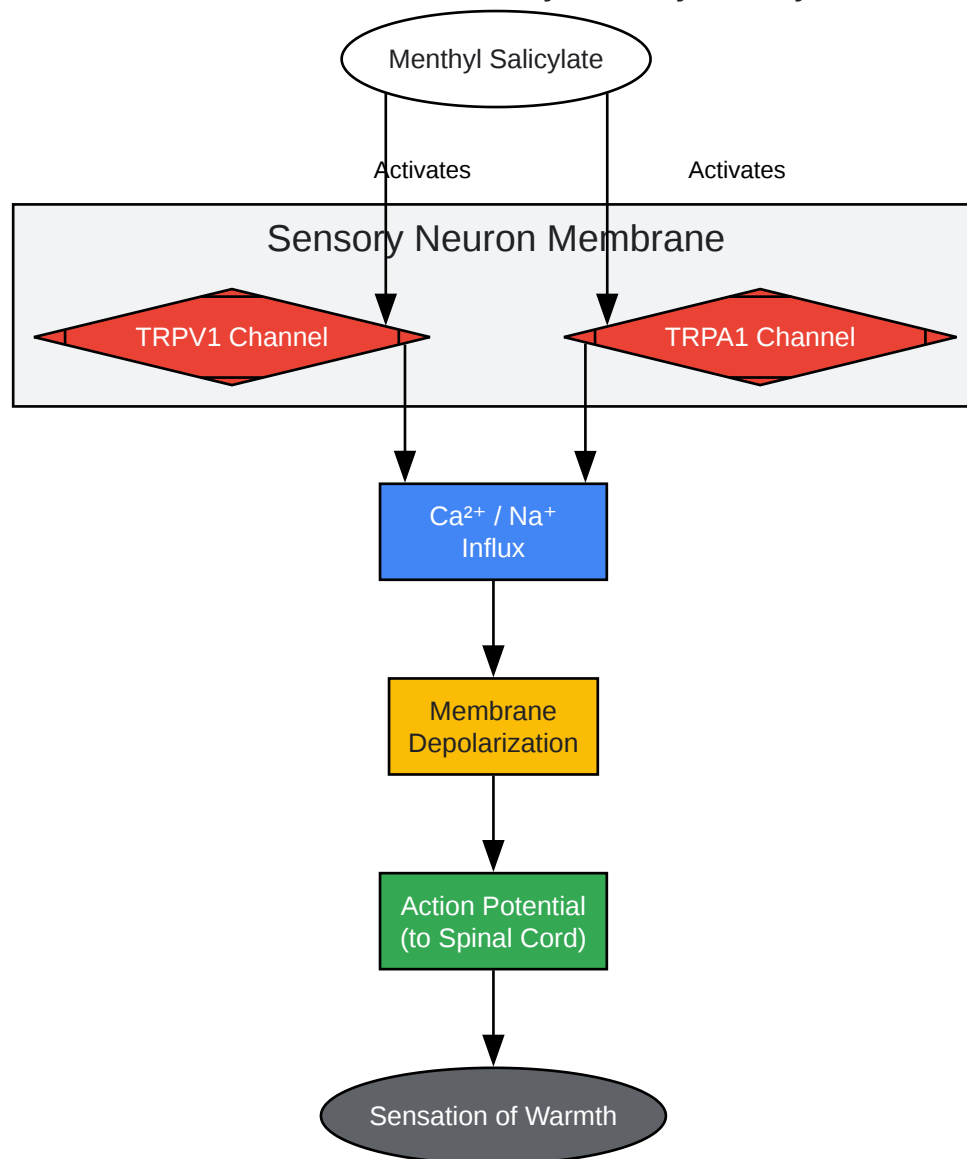 Menthyl Salicylate
Activates
Activates
Sensory Neuron Membrane
TRPV1 Channel
TRPA1 Channel
Ca²⁺ / Na⁺
Influx
Membrane
Depolarization
Action Potential
(to Spinal Cord)
Sensation of Warmth